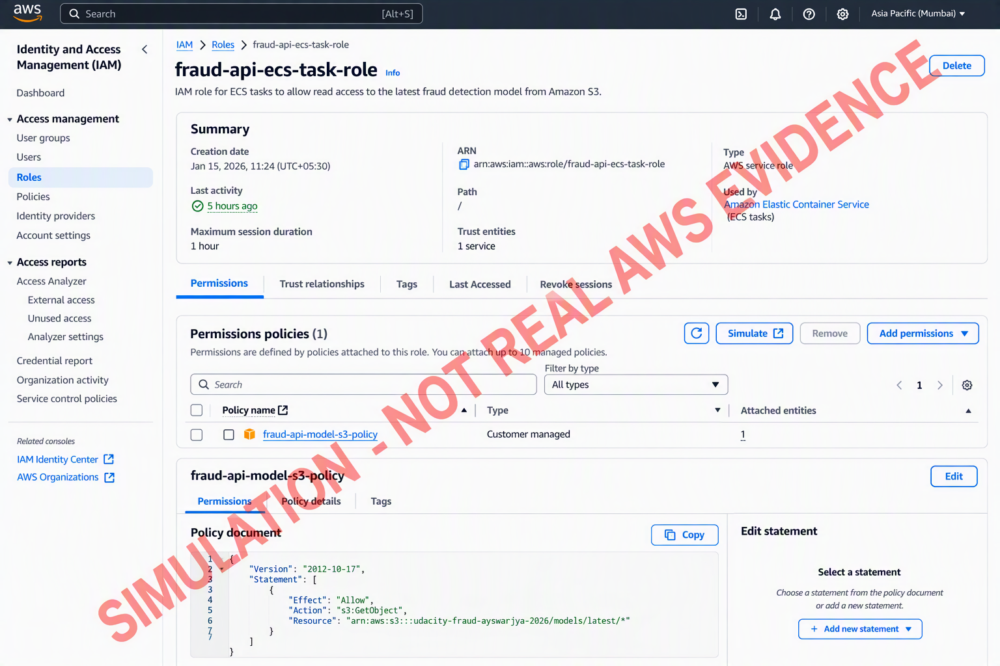 aws
Search [Alt+S]
Asia Pacific (Mumbai)
Identity and Access
Management (IAM)
Dashboard
Access management
User groups
Users
Roles
Policies
Identity providers
Account settings
Access reports
Access Analyzer
External access
Unused access
Analyzer settings
Credential report
Organization activity
Service control policies
Related consoles
IAM Identity Center
AWS Organizations
IAM > Roles > fraud-api-ecs-task-role
fraud-api-ecs-task-role Info
Delete
IAM role for ECS tasks to allow read access to the latest fraud detection model from Amazon S3.
Summary
Creation date
Jan 15, 2026, 11:24 (UTC+05:30)
Last activity
5 hours ago
Maximum session duration
1 hour
ARN
arn:aws:iam::aws:role/fraud-api-ecs-task-role
Path
/
Trust entities
1 service
Type
AWS service role
Used by
Amazon Elastic Container Service
(ECS tasks)
Permissions Trust relationships Tags Last Accessed Revoke sessions
Permissions policies (1)
Simulate Remove Add permissions
Permissions are defined by policies attached to this role. You can attach up to 10 managed policies.
Filter by type
Search
All types
1
Policy name Type Attached entities
fraud-api-model-s3-policy Customer managed 1
fraud-api-model-s3-policy
Edit
Permissions Policy details Tags
Policy document
Copy
1 {
2 "Version": "2012-10-17",
3 "Statement": [
3 {
4 "Effect": "Allow",
5 "Action": "s3:GetObject",
6 "Resource": "arn:aws:s3:::udacity-fraud-ayswarjya-2026/models/latest/*"
7 }
7 ]
}
Edit statement
Select a statement
Choose a statement from the policy document
or add a new statement.
+ Add new statement
SIMULATION - NOT REAL AWS EVIDENCE